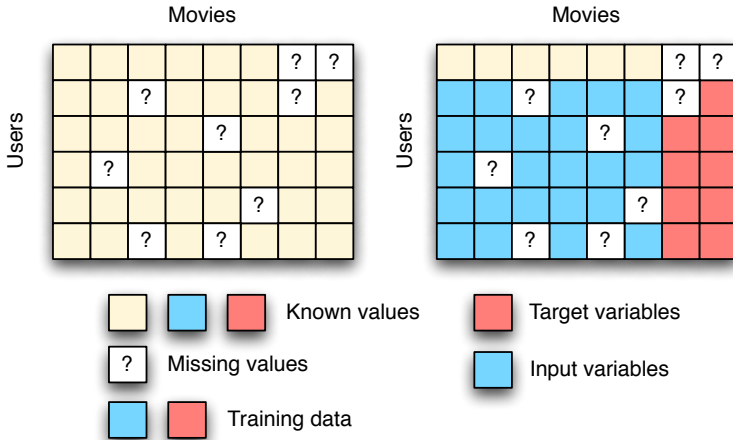 Movies
Movies
Users
Users
? ?
? ?
?
?
?
? ?
? ?
? ?
?
?
?
? ?
Known values
Target variables
? Missing values
Input variables
Training data